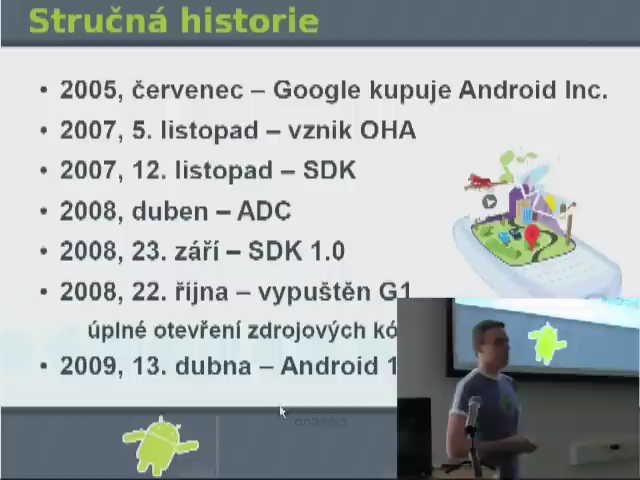 Stručná historie
• 2005, červenec – Google kupuje Android Inc.
• 2007, 5. listopad – vznik OHA
• 2007, 12. listopad – SDK
• 2008, duben – ADC
• 2008, 23. září – SDK 1.0
• 2008, 22. října – vypuštěn G1
úplné otevření zdrojových
• 2009, 13. dubna – Android
android